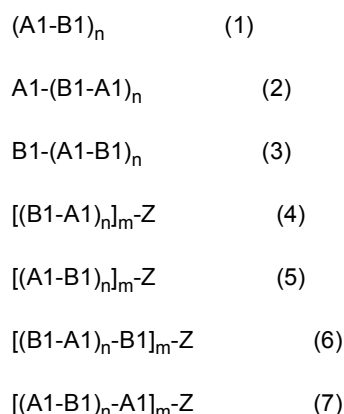 (A1-B1)n (1)
A1-(B1-A1)n (2)
B1-(A1-B1)n (3)
[(B1-A1)n]m-Z (4)
[(A1-B1)n]m-Z (5)
[(B1-A1)n-B1]m-Z (6)
[(A1-B1)n-A1]m-Z (7)